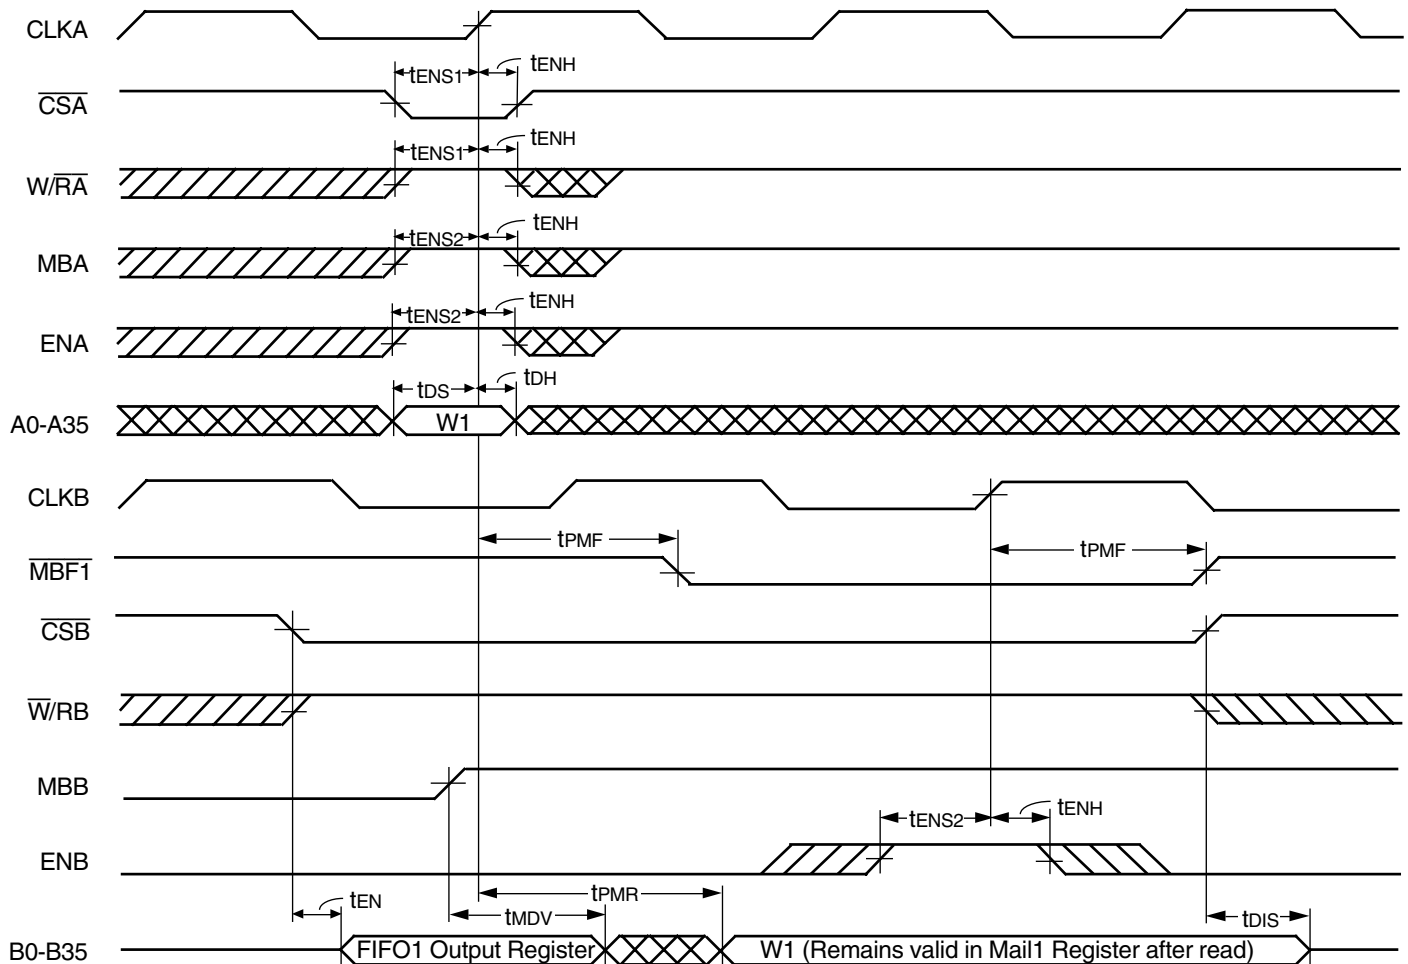 CLKA
tENS1
tENH
CSA
tENS1
tENH
W/RA
tENS2
tENH
MBA
tENS2
tENH
ENA
tDS
tDH
A0-A35
W1
CLKB
tPMF
tPMF
MBF1
CSB
W/RB
MBB
tENS2
tENH
ENB
tEN
tPMR
tMDV
tDIS
B0-B35
FIFO1 Output Register
W1 (Remains valid in Mail1 Register after read)